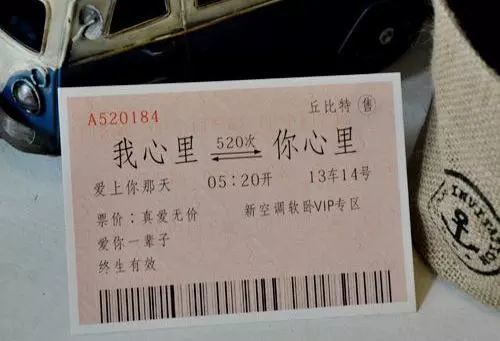 A520184
丘比特 售
我心里 520次 你心里
爱上你那天 05:20开 13车14号
票价：真爱无价 新空调软卧VIP专区
爱你一辈子
终生有效